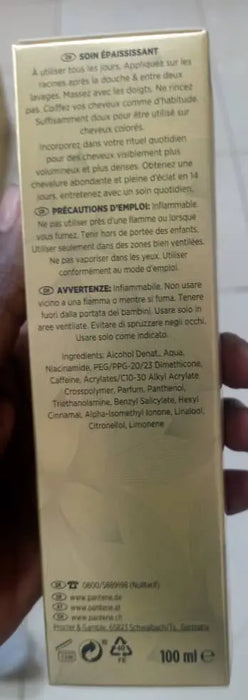 SOIN ÉPAISSISSANT
À utiliser tous les jours. Appliquez sur les
racines après la douche & entre deux
lavages. Massez avec les doigts. Ne rincez
pas. Coiffez vos cheveux comme d'habitude.
Suffisamment doux pour être utilisé sur
cheveux colorés.
Incorporez dans votre rituel quotidien
pour des cheveux visiblement plus
volumineux et plus denses. Obtenez une
chevelure abondante et pleine d'éclat en 14
jours, entretenez avec un soin quotidien.
PRÉCAUTIONS D'EMPLOI: Inflammable.
Ne pas utiliser près d'une flamme ou lorsque
vous fumez. Tenir hors de portée des enfants.
Utiliser seulement dans des zones bien ventilées.
Ne pas vaporiser dans les yeux. Utiliser
conformément au mode d'emploi.
AVVERTENZE: Infiammabile. Non usare
vicino a una fiamma o mentre si fuma. Tenere
fuori dalla portata dei bambini. Usare solo in
aree ventilate. Evitare di spruzzare negli occhi.
Usare solo come indicato.
Ingredients: Alcohol Denat., Aqua,
Niacinamide, PEG/PPG-20/23 Dimethicone,
Caffeine, Acrylates/C10-30 Alkyl Acrylate
Crosspolymer, Parfum, Panthenol,
Triethanolamine, Benzyl Salicylate, Hexyl
Cinnamal, Alpha-Isomethyl Ionone, Linalool,
Citronellol, Limonene
0800/5889198 (Nulltarif)
www.pantene.de
www.pantene.at
www.pantene.ch
Procter & Gamble, 65823 Schwalbach/Ts., Germany
100 ml e